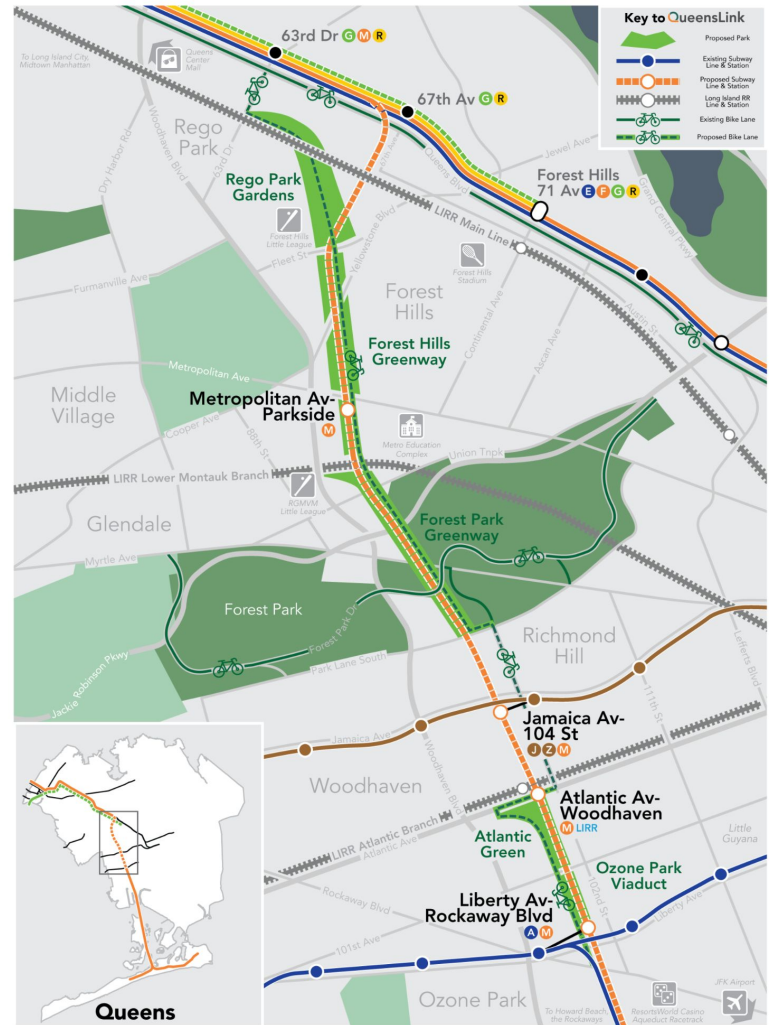 Key to QueensLink
Proposed Park
Existing Subway
Line & Station
Proposed Subway
Line & Station
Long Island RR
Line & Station
Existing Bike Lane
Proposed Bike Lane
63rd Dr G M R
To Long Island City,
Midtown Manhattan
Queens
Center
Mall
67th Av G R
Woodhaven Blvd
Dry Harbor Rd
Rego
Park
63rd Dr
Queens Blvd
Jewel Ave
Grand Central Pkwy
Forest Hills
71 Av E F G R
Rego Park
Gardens
LIRR Main Line
Yellowstone Blvd
Forest Hills
Little League
Fleet St
Forest Hills
Stadium
Furmanville Ave
Forest
Hills
Continental Ave
Ascan Ave
Austin St
Forest Hills
Greenway
Metropolitan Ave
Middle
Village
Metropolitan Av-
Parkside
M
Cooper Ave
88th St
Metro Education
Complex
Union Tnpk
LIRR Lower Montauk Branch
RGMVM
Little League
Glendale
Forest Park
Greenway
Myrtle Ave
Forest Park
Forest Park Dr
Richmond
Hill
Park Lane South
Jackie Robinson Pkwy
Lefferts Blvd
111th St
Jamaica Av-
104 St
J Z M
Jamaica Ave
Woodhaven
Woodhaven Blvd
Atlantic Av-
Woodhaven
M LIRR
LIRR Atlantic Branch
Atlantic Ave
Atlantic
Green
Little
Guyana
Ozone Park
Viaduct
Liberty Av-
Rockaway Blvd
A M
102nd St
Liberty Ave
Rockaway Blvd
101st Ave
Ozone Park
To Howard Beach,
the Rockaways
ResortsWorld Casino
Aqueduct Racetrack
JFK Airport
Queens